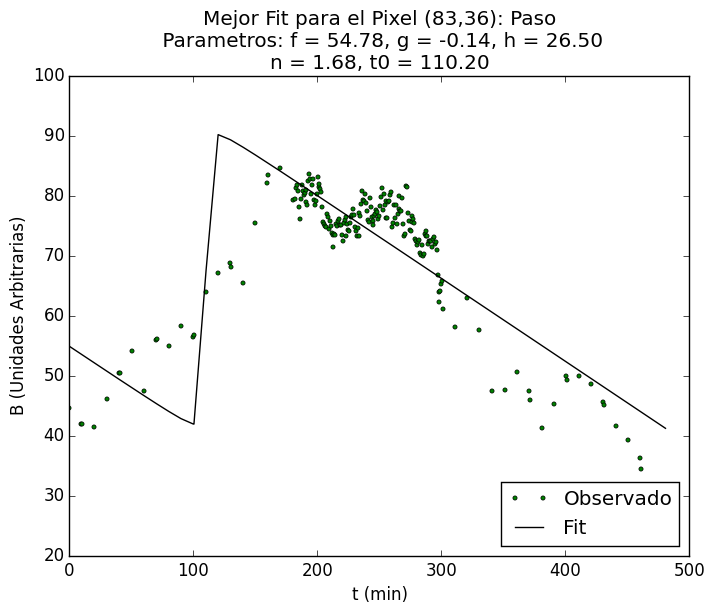 Mejor Fit para el Pixel (83,36): Paso
Parametros: f = 54.78, g = -0.14, h = 26.50
n = 1.68, t0 = 110.20
100
90
80
70
60
50
40
30
20
B (Unidades Arbitrarias)
Observado
Fit
0 100 200 300 400 500
t (min)